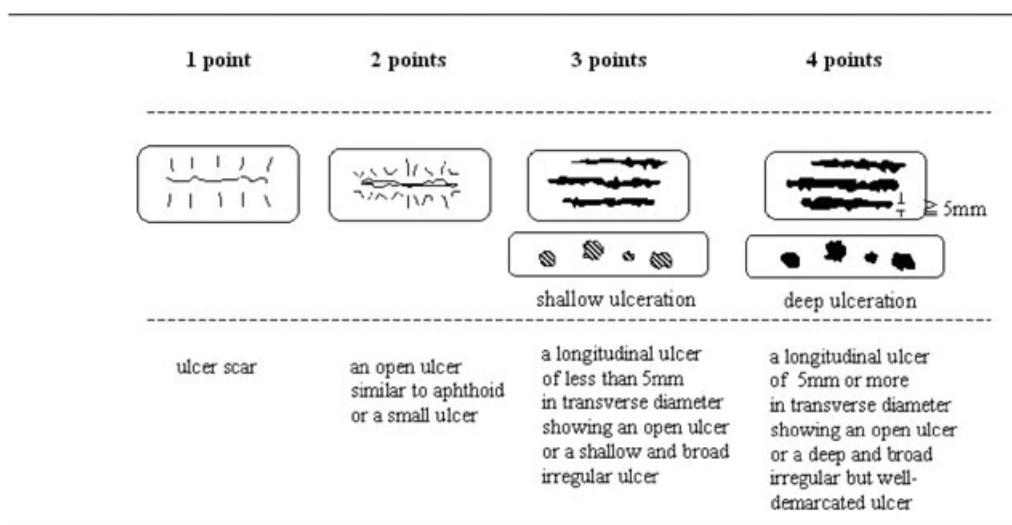 1 point 2 points 3 points 4 points
≧ 5mm
shallow ulceration deep ulceration
ulcer scar
an open ulcer
similar to aphthoid
or a small ulcer
a longitudinal ulcer
of less than 5mm
in transverse diameter
showing an open ulcer
or a shallow and broad
irregular ulcer
a longitudinal ulcer
of 5mm or more
in transverse diameter
showing an open ulcer
or a deep and broad
irregular but well-
demarcated ulcer